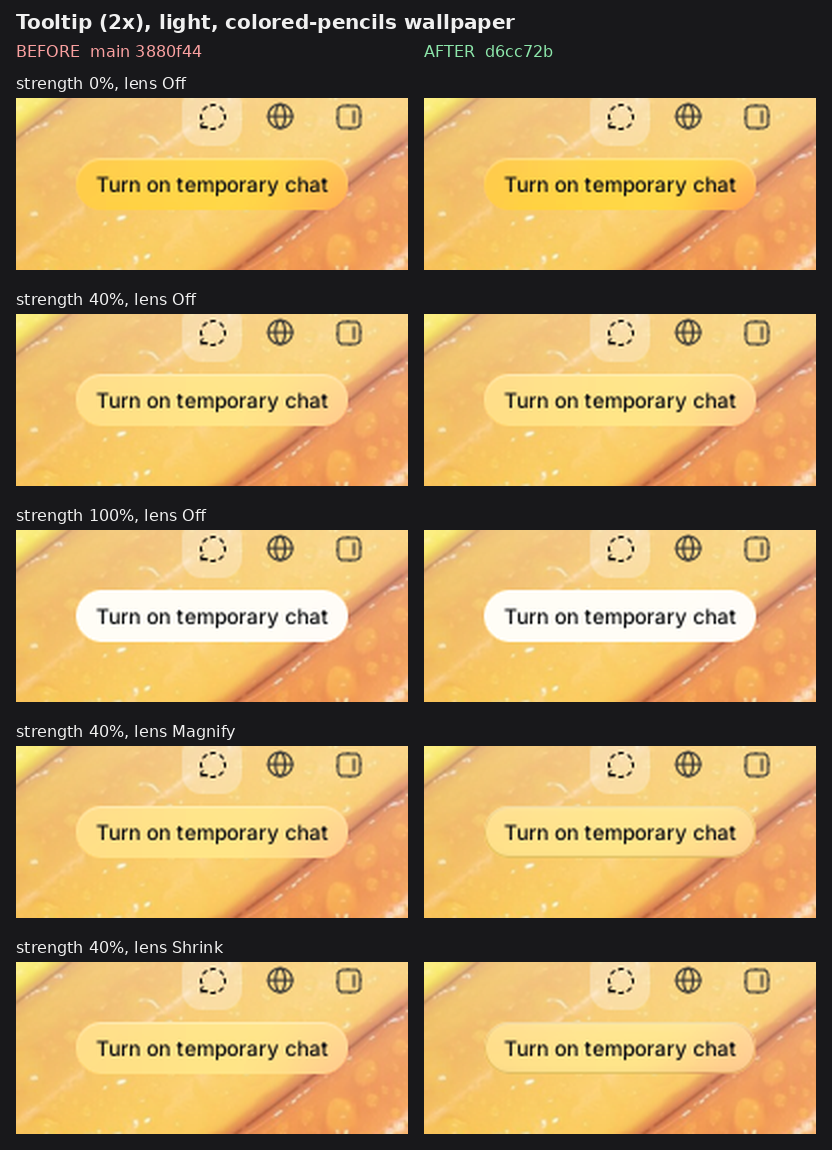 Tooltip (2x), light, colored-pencils wallpaper
BEFORE main 3880f44
AFTER d6cc72b
strength 0%, lens Off
Turn on temporary chat
Turn on temporary chat
strength 40%, lens Off
Turn on temporary chat
Turn on temporary chat
strength 100%, lens Off
Turn on temporary chat
Turn on temporary chat
strength 40%, lens Magnify
Turn on temporary chat
Turn on temporary chat
strength 40%, lens Shrink
Turn on temporary chat
Turn on temporary chat